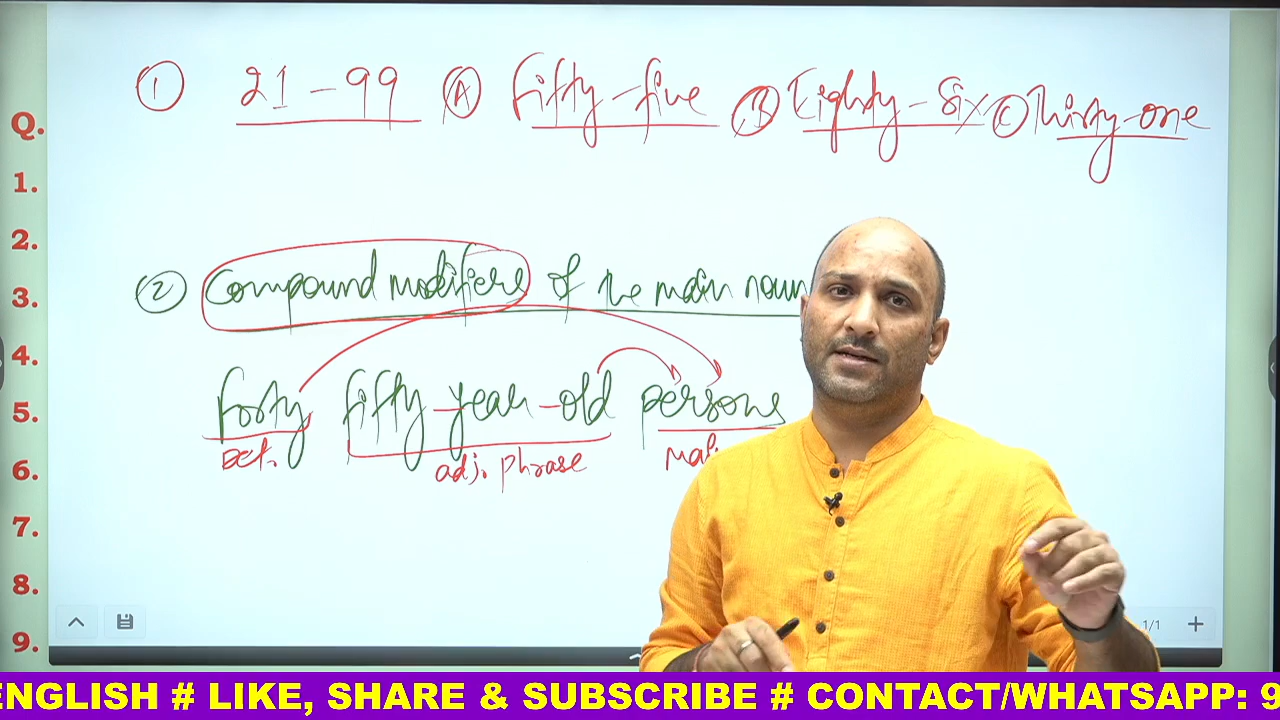 ① 21 - 99 Ⓐ Fifty-five Ⓑ Eighty-Six Ⓒ Thirty-one
② Compound modifiers of the main noun
Forty fifty-year-old persons
Det. adj. phrase
Q.
1.
2.
3.
4.
5.
6.
7.
8.
9.
1/1
ENGLISH # LIKE, SHARE & SUBSCRIBE # CONTACT/WHATSAPP: 9